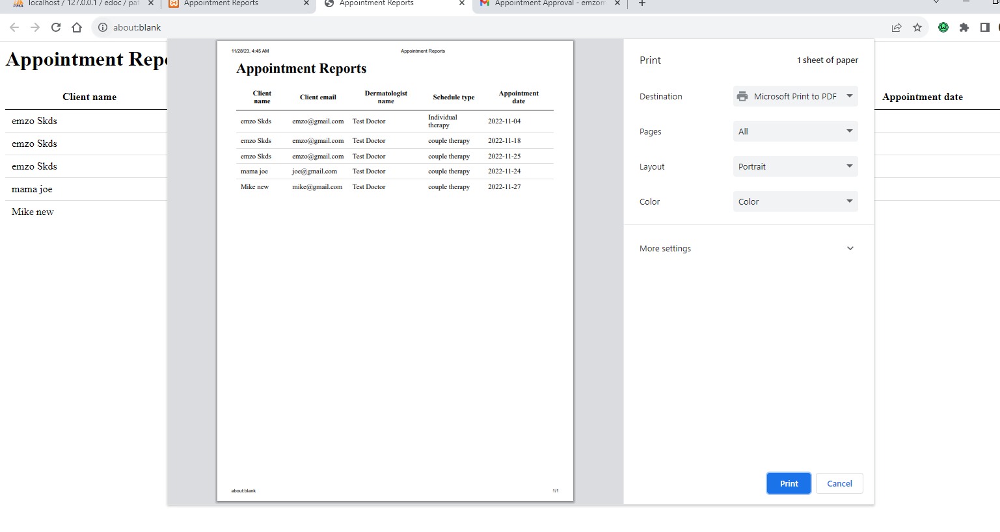 PMA localhost / 127.0.0.1 / edoc / pat
Appointment Reports
Appointment Reports
Appointment Approval - emzom
about:blank
Appointment Repo
Client name
Appointment date
emzo Skds
emzo Skds
emzo Skds
mama joe
Mike new
11/28/23, 4:45 AM Appointment Reports
Appointment Reports
Client name Client email Dermatologist name Schedule type Appointment date
emzo Skds emzo@gmail.com Test Doctor Individual therapy 2022-11-04
emzo Skds emzo@gmail.com Test Doctor couple therapy 2022-11-18
emzo Skds emzo@gmail.com Test Doctor couple therapy 2022-11-25
mama joe joe@gmail.com Test Doctor couple therapy 2022-11-24
Mike new mike@gmail.com Test Doctor couple therapy 2022-11-27
about:blank 1/1
Print 1 sheet of paper
Destination Microsoft Print to PDF
Pages All
Layout Portrait
Color Color
More settings
Print Cancel